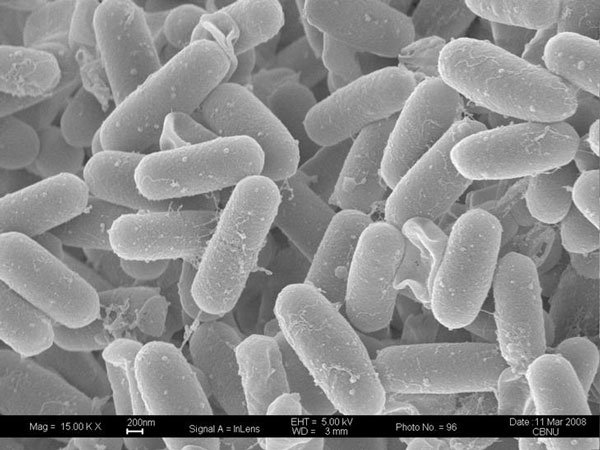 Mag = 15.00 K X
200nm
Signal A = InLens
EHT = 5.00 kV
WD = 3 mm
Photo No. = 96
Date :11 Mar 2008
CBNU